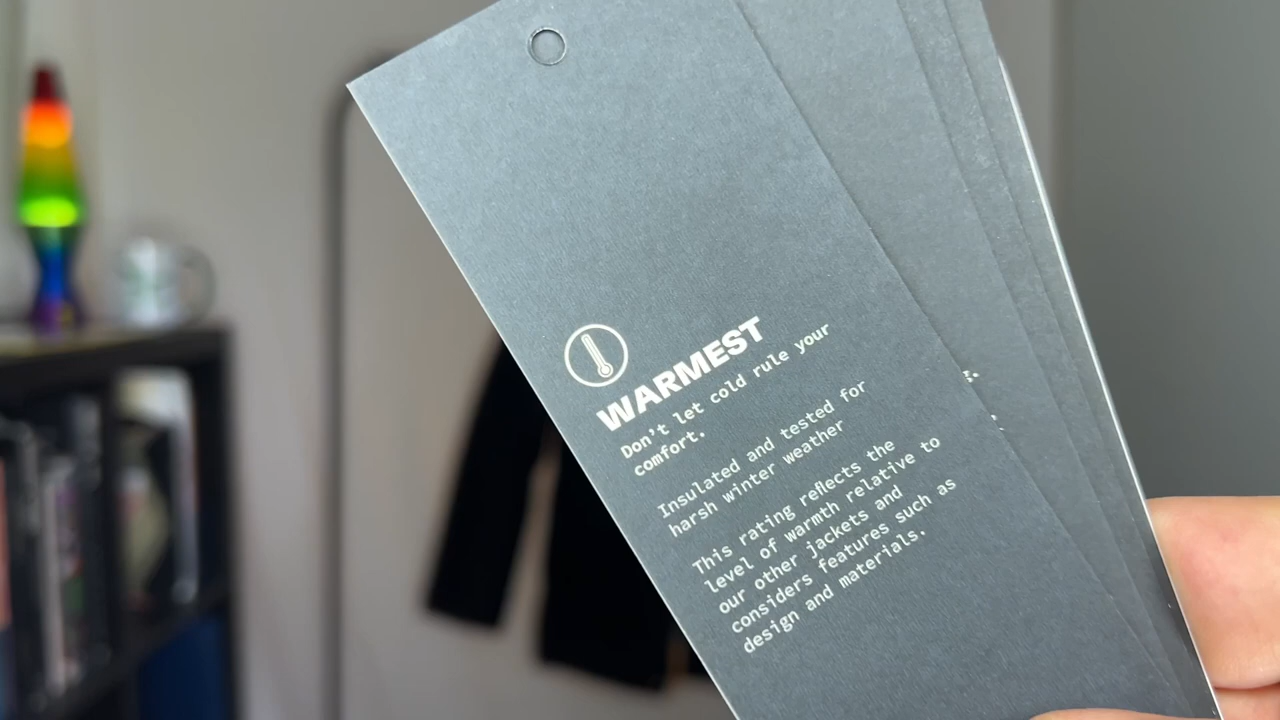 WARMEST
Don't let cold rule your
comfort.
Insulated and tested for
harsh winter weather
This rating reflects the
level of warmth relative to
our other jackets and
considers features such as
design and materials.